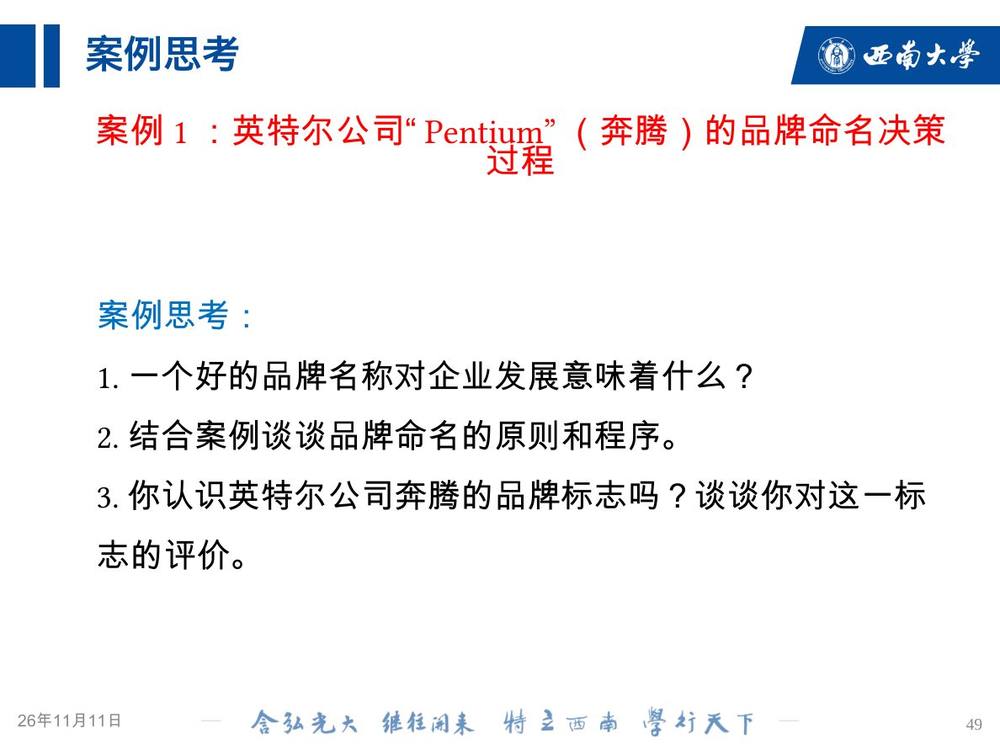 案例思考
西南大学
案例 1 ：英特尔公司“ Pentium” （ 奔腾 ）的品牌命名决策
过程
案例思考：
1. 一个好的品牌名称对企业发展意味着什么？
2. 结合案例谈谈品牌命名的原则和程序。
3. 你认识英特尔公司奔腾的品牌标志吗？谈谈你对这一标
志的评价。
26年11月11日
含弘光大 继往开来 特立西南 學行天下
49